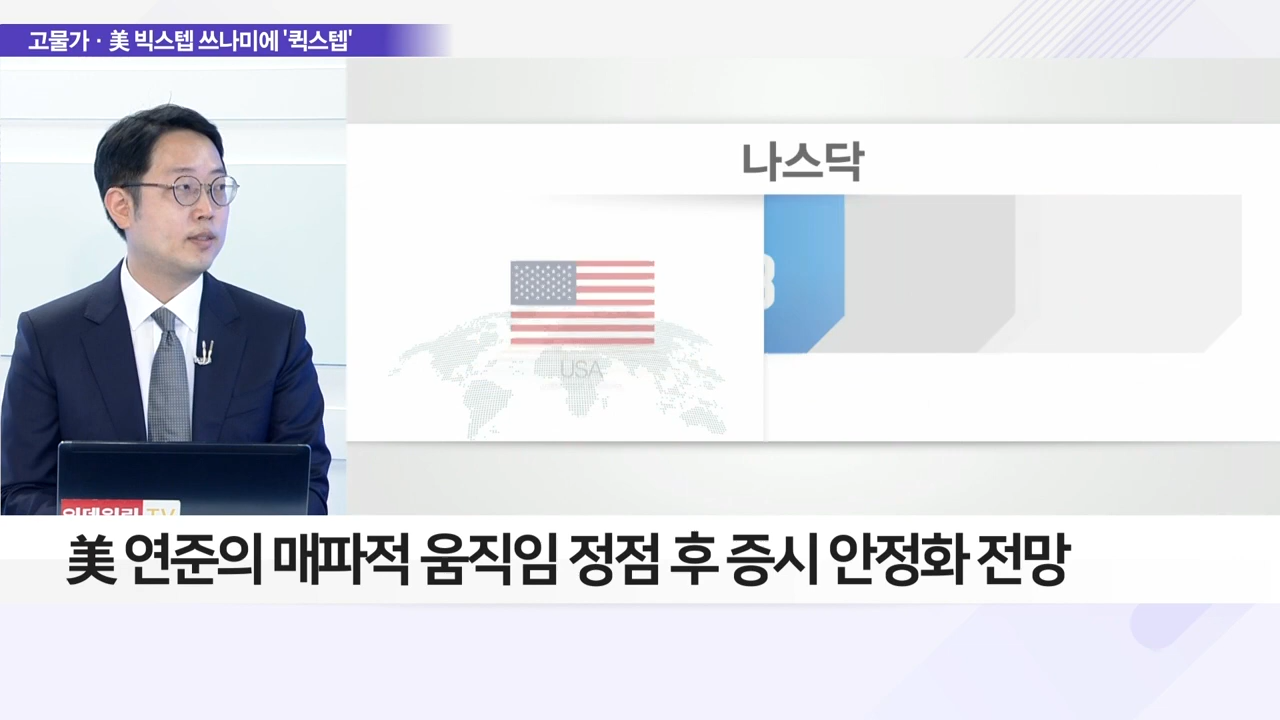 고물가· 美 빅스텝 쓰나미에 '퀵스텝'
나스닥
USA
美 연준의 매파적 움직임 정점 후 증시 안정화 전망